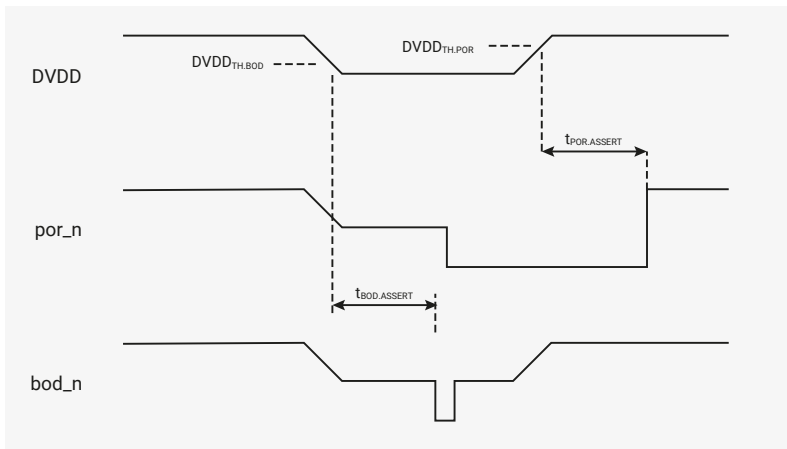 DVDD
DVDDTH.BOD
DVDDTH.POR
tPOR.ASSERT
por_n
tBOD.ASSERT
bod_n